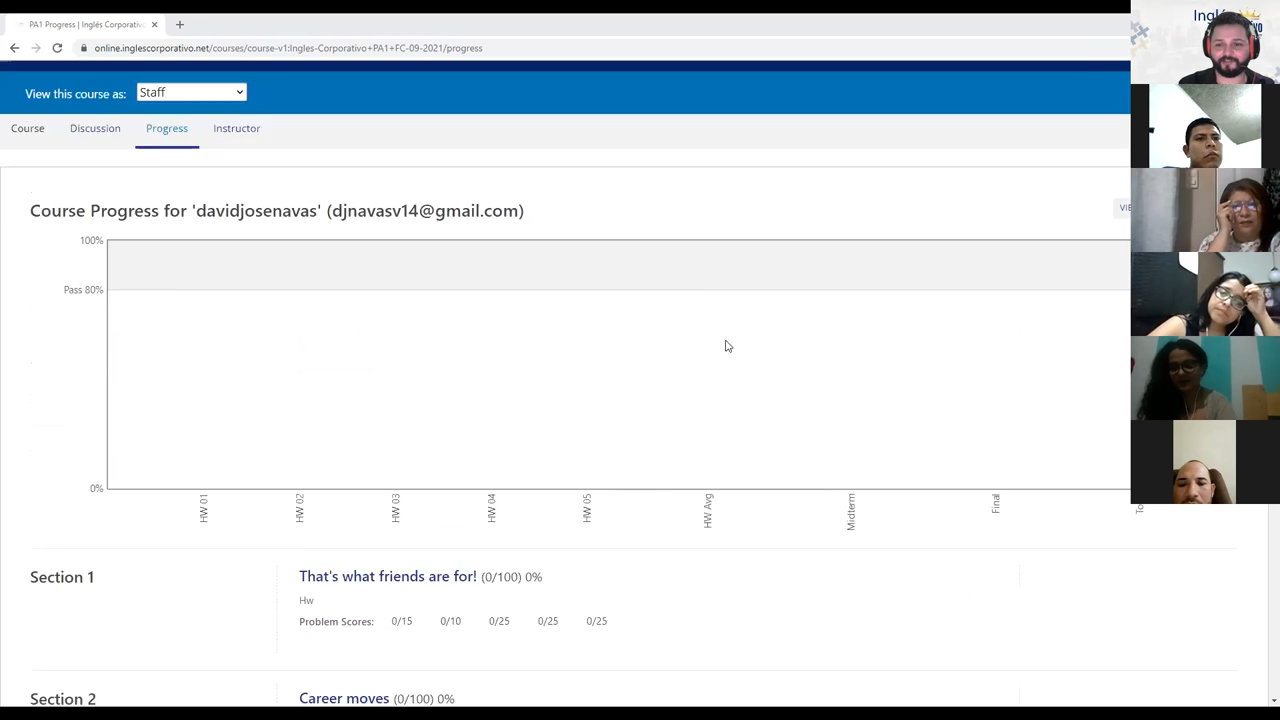 PA1 Progress | Inglés Corporativ
online.inglescorporativo.net/courses/course-v1:Ingles-Corporativo+PA1+FC-09-2021/progress
View this course as: Staff
Course Discussion Progress Instructor
Course Progress for 'davidjosenavas' (djnavasv14@gmail.com)
VIE
100%
Pass 80%
0%
HW 01
HW 02
HW 03
HW 04
HW 05
HW Avg
Midterm
Final
To
Section 1
That's what friends are for! (0/100) 0%
Hw
Problem Scores: 0/15 0/10 0/25 0/25 0/25
Section 2
Career moves (0/100) 0%